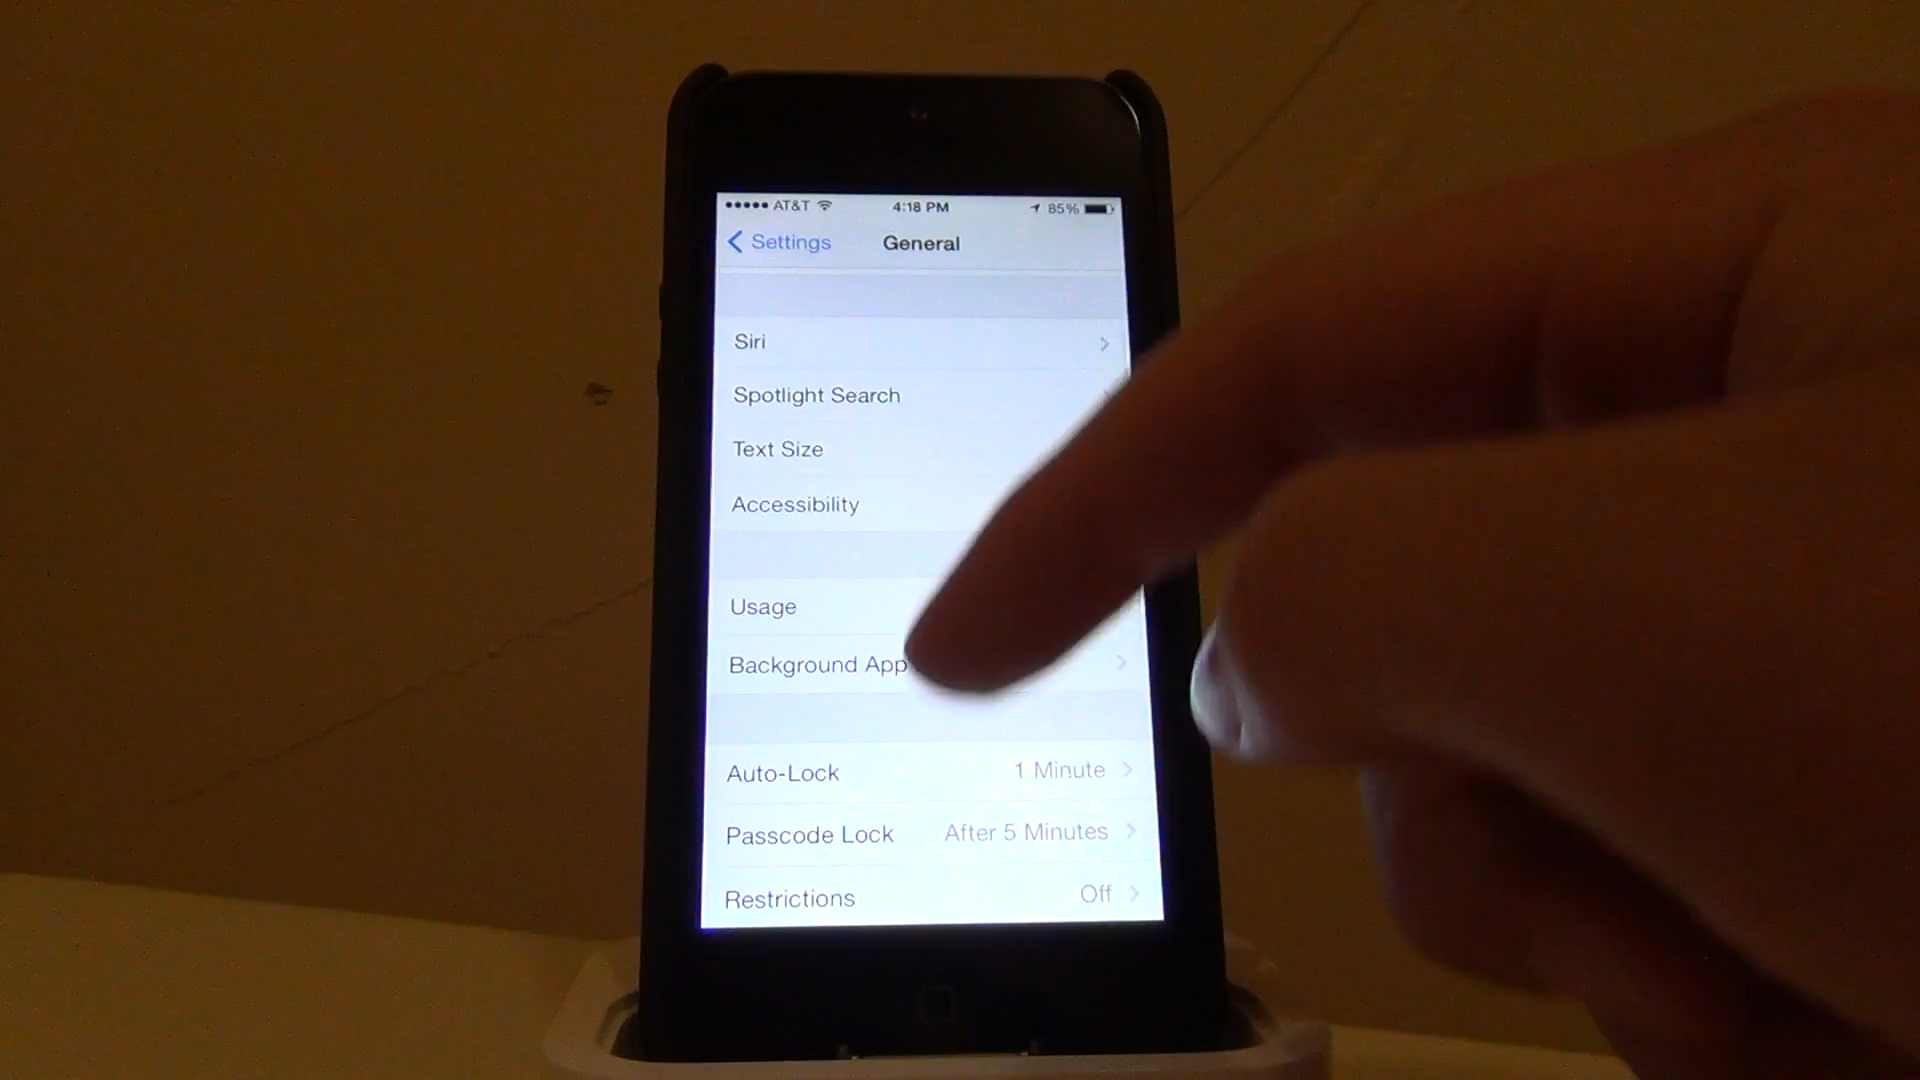 AT&T 4:18 PM 85%
Settings General
Siri
Spotlight Search
Text Size
Accessibility
Usage
Background App
Auto-Lock 1 Minute
Passcode Lock After 5 Minutes
Restrictions Off